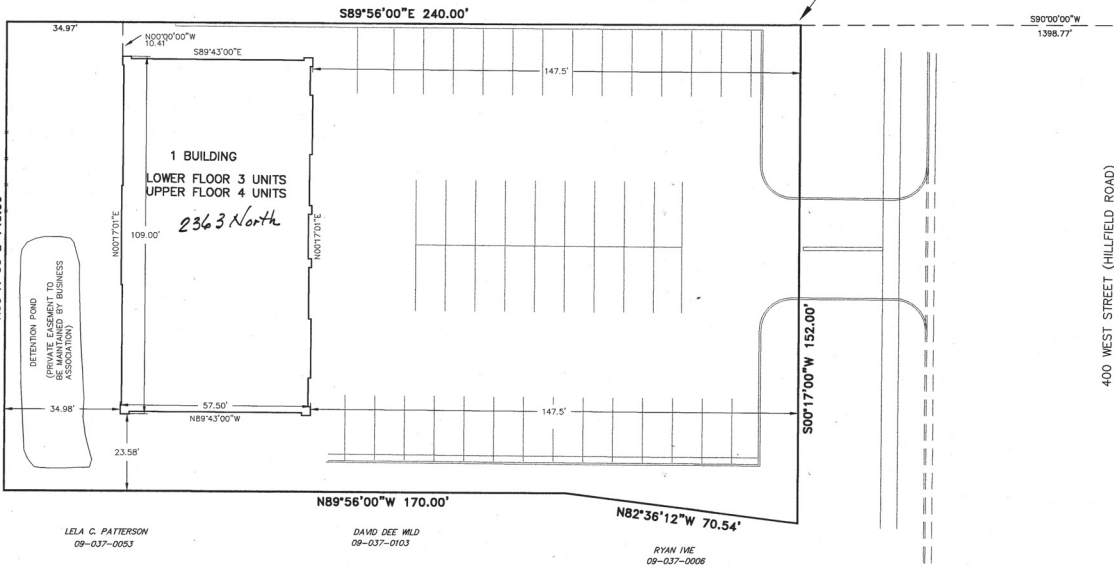 S89°56'00"E 240.00'
S90°00'00"W
1398.77'
34.97'
N00°00'00"W
10.41'
S89°43'00"E
147.5'
1 BUILDING
LOWER FLOOR 3 UNITS
UPPER FLOOR 4 UNITS
2363 North
N00°17'01"E
109.00'
N00°17'01"E
DETENTION POND
(PRIVATE EASEMENT TO
BE MAINTAINED BY BUSINESS
ASSOCIATION)
400 WEST STREET (HILLFIELD ROAD)
S00°17'00"W 152.00'
34.98'
57.50'
N89°43'00"W
147.5'
23.58'
N89°56'00"W 170.00'
N82°36'12"W 70.54'
LELA C. PATTERSON
09-037-0053
DAVID DEE WILD
09-037-0103
RYAN IVIE
09-037-0006